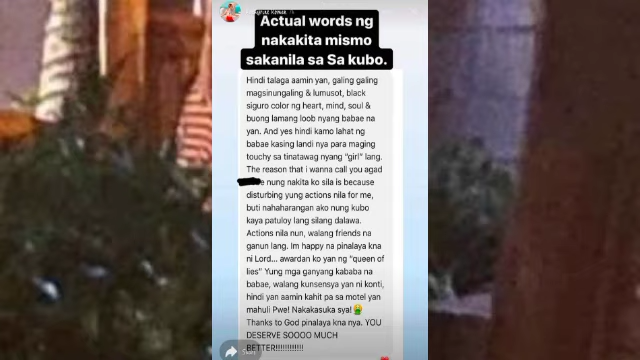 Actual words ng
nakakita mismo
sakanila sa Sa kubo.
Hindi talaga aamin yan, galing galing
magsinungaling & lumusot, black
siguro color ng heart, mind, soul &
buong lamang loob nyang babae na
yan. And yes hindi kamo lahat ng
babae kasing landi nya para maging
touchy sa tinatawag nyang "girl" lang.
The reason that i wanna call you agad
nung nakita ko sila is because
disturbing yung actions nila for me,
buti nahaharangan ako nung kubo
kaya patuloy lang silang dalawa.
Actions nila nun, walang friends na
ganun lang. Im happy na pinalaya kna
ni Lord... awardan ko yan ng "queen of
lies" Yung mga ganyang kababa na
babae, walang kunsensya yan ni konti,
hindi yan aamin kahit pa sa motel yan
mahuli Pwe! Nakakasuka sya!🤮
Thanks to God pinalaya kna nya. YOU
DESERVE SOOOO MUCH
BETTER!!!!!!!!!!!!